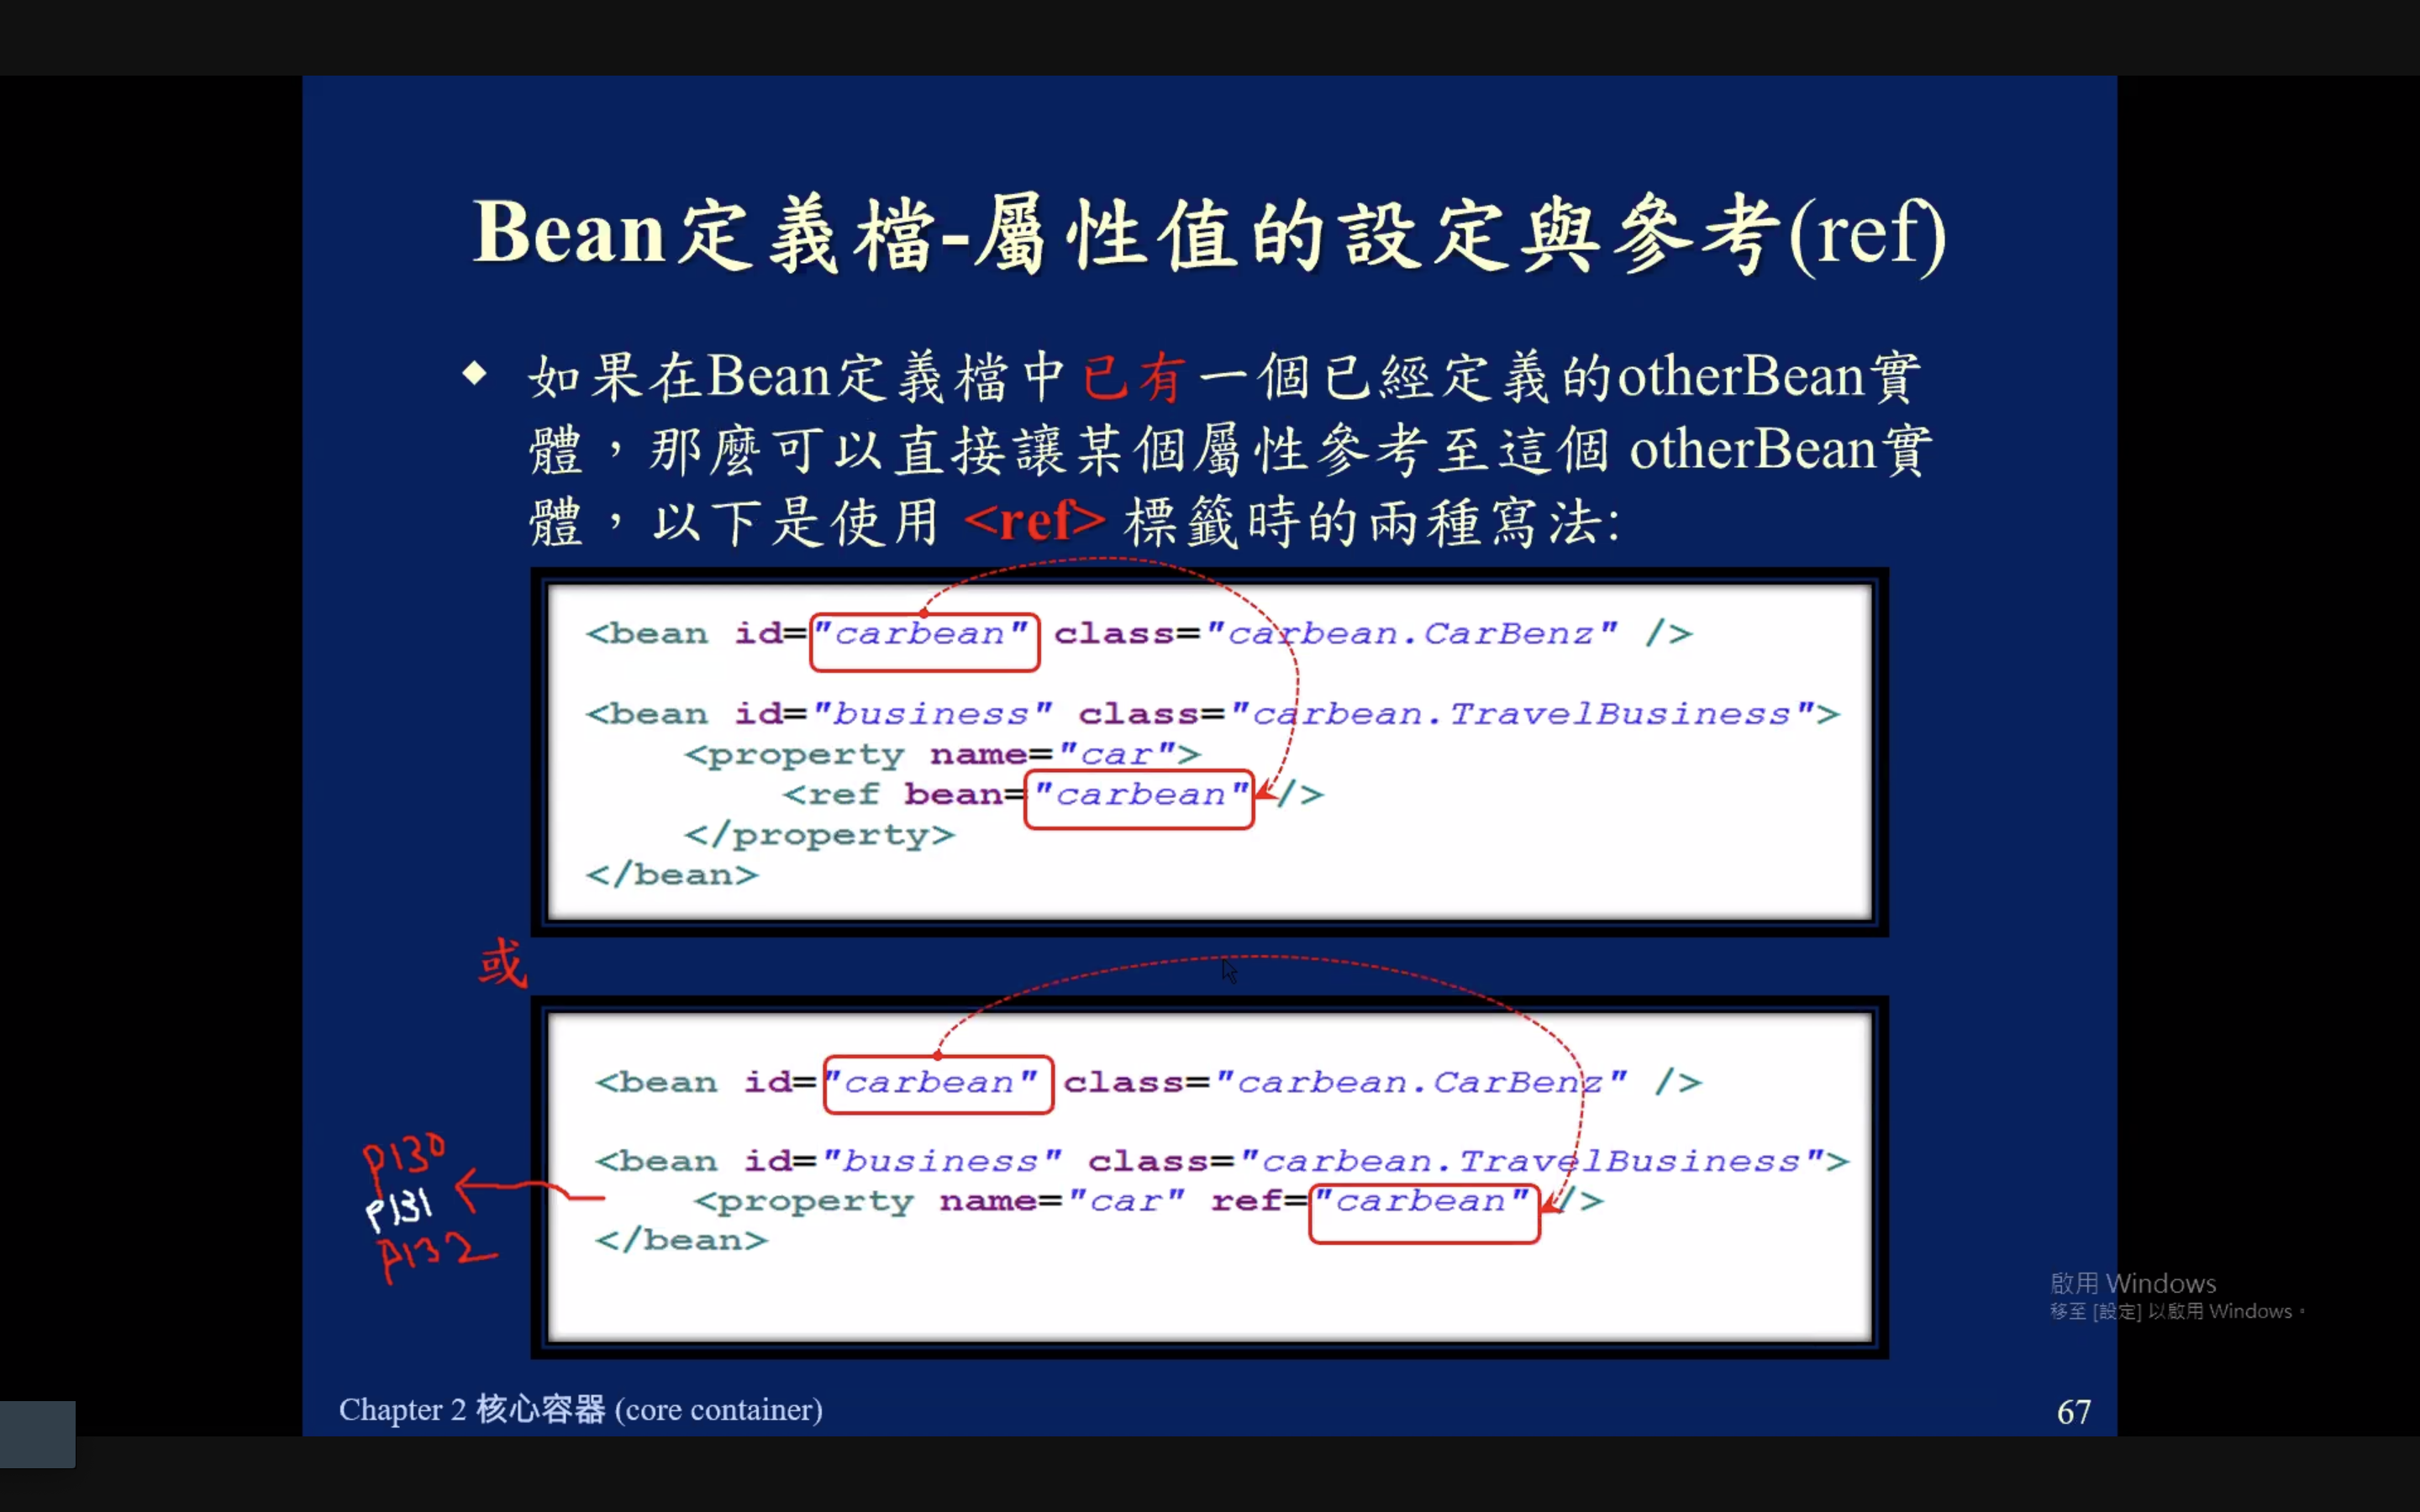 Bean定義檔-屬性值的設定與參考(ref)
◆ 如果在Bean定義檔中已有一個已經定義的otherBean實
體，那麼可以直接讓某個屬性參考至這個 otherBean實
體，以下是使用 <ref> 標籤時的兩種寫法:
<bean id="carbean" class="carbean.CarBenz" />
<bean id="business" class="carbean.TravelBusiness">
<property name="car">
<ref bean="carbean" />
</property>
</bean>
或
<bean id="carbean" class="carbean.CarBenz" />
<bean id="business" class="carbean.TravelBusiness">
<property name="car" ref="carbean" />
</bean>
P130
P131
P132
啟用 Windows
移至 [設定] 以啟用 Windows。
Chapter 2 核心容器 (core container)
67